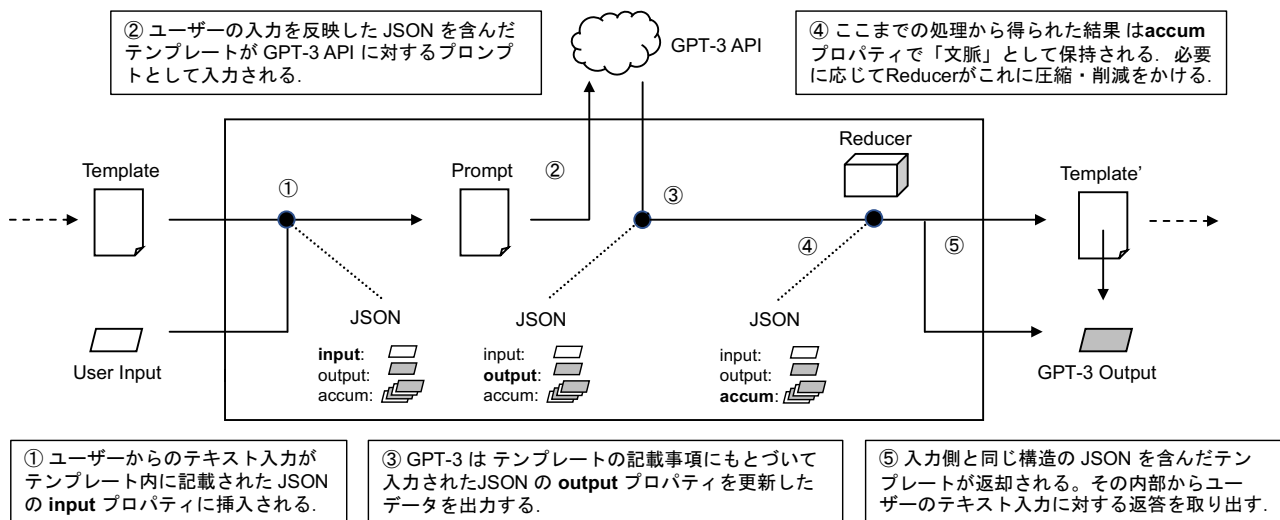 ② ユーザーの入力を反映した JSON を含んだ
テンプレートが GPT-3 API に対するプロンプ
トとして入力される.
GPT-3 API
④ ここまでの処理から得られた結果 はaccum
プロパティで「文脈」として保持される. 必要
に応じてReducerがこれに圧縮・削減をかける.
Template
①
Prompt
②
③
Reducer
④
⑤
Template’
User Input
JSON
input:
output:
accum:
JSON
input:
output:
accum:
JSON
input:
output:
accum:
GPT-3 Output
① ユーザーからのテキスト入力が
テンプレート内に記載された JSON
の input プロパティに挿入される.
③ GPT-3 は テンプレートの記載事項にもとづいて
入力されたJSON の output プロパティを更新した
データを出力する.
⑤ 入力側と同じ構造の JSON を含んだテン
プレートが返却される。その内部からユー
ザーのテキスト入力に対する返答を取り出す.